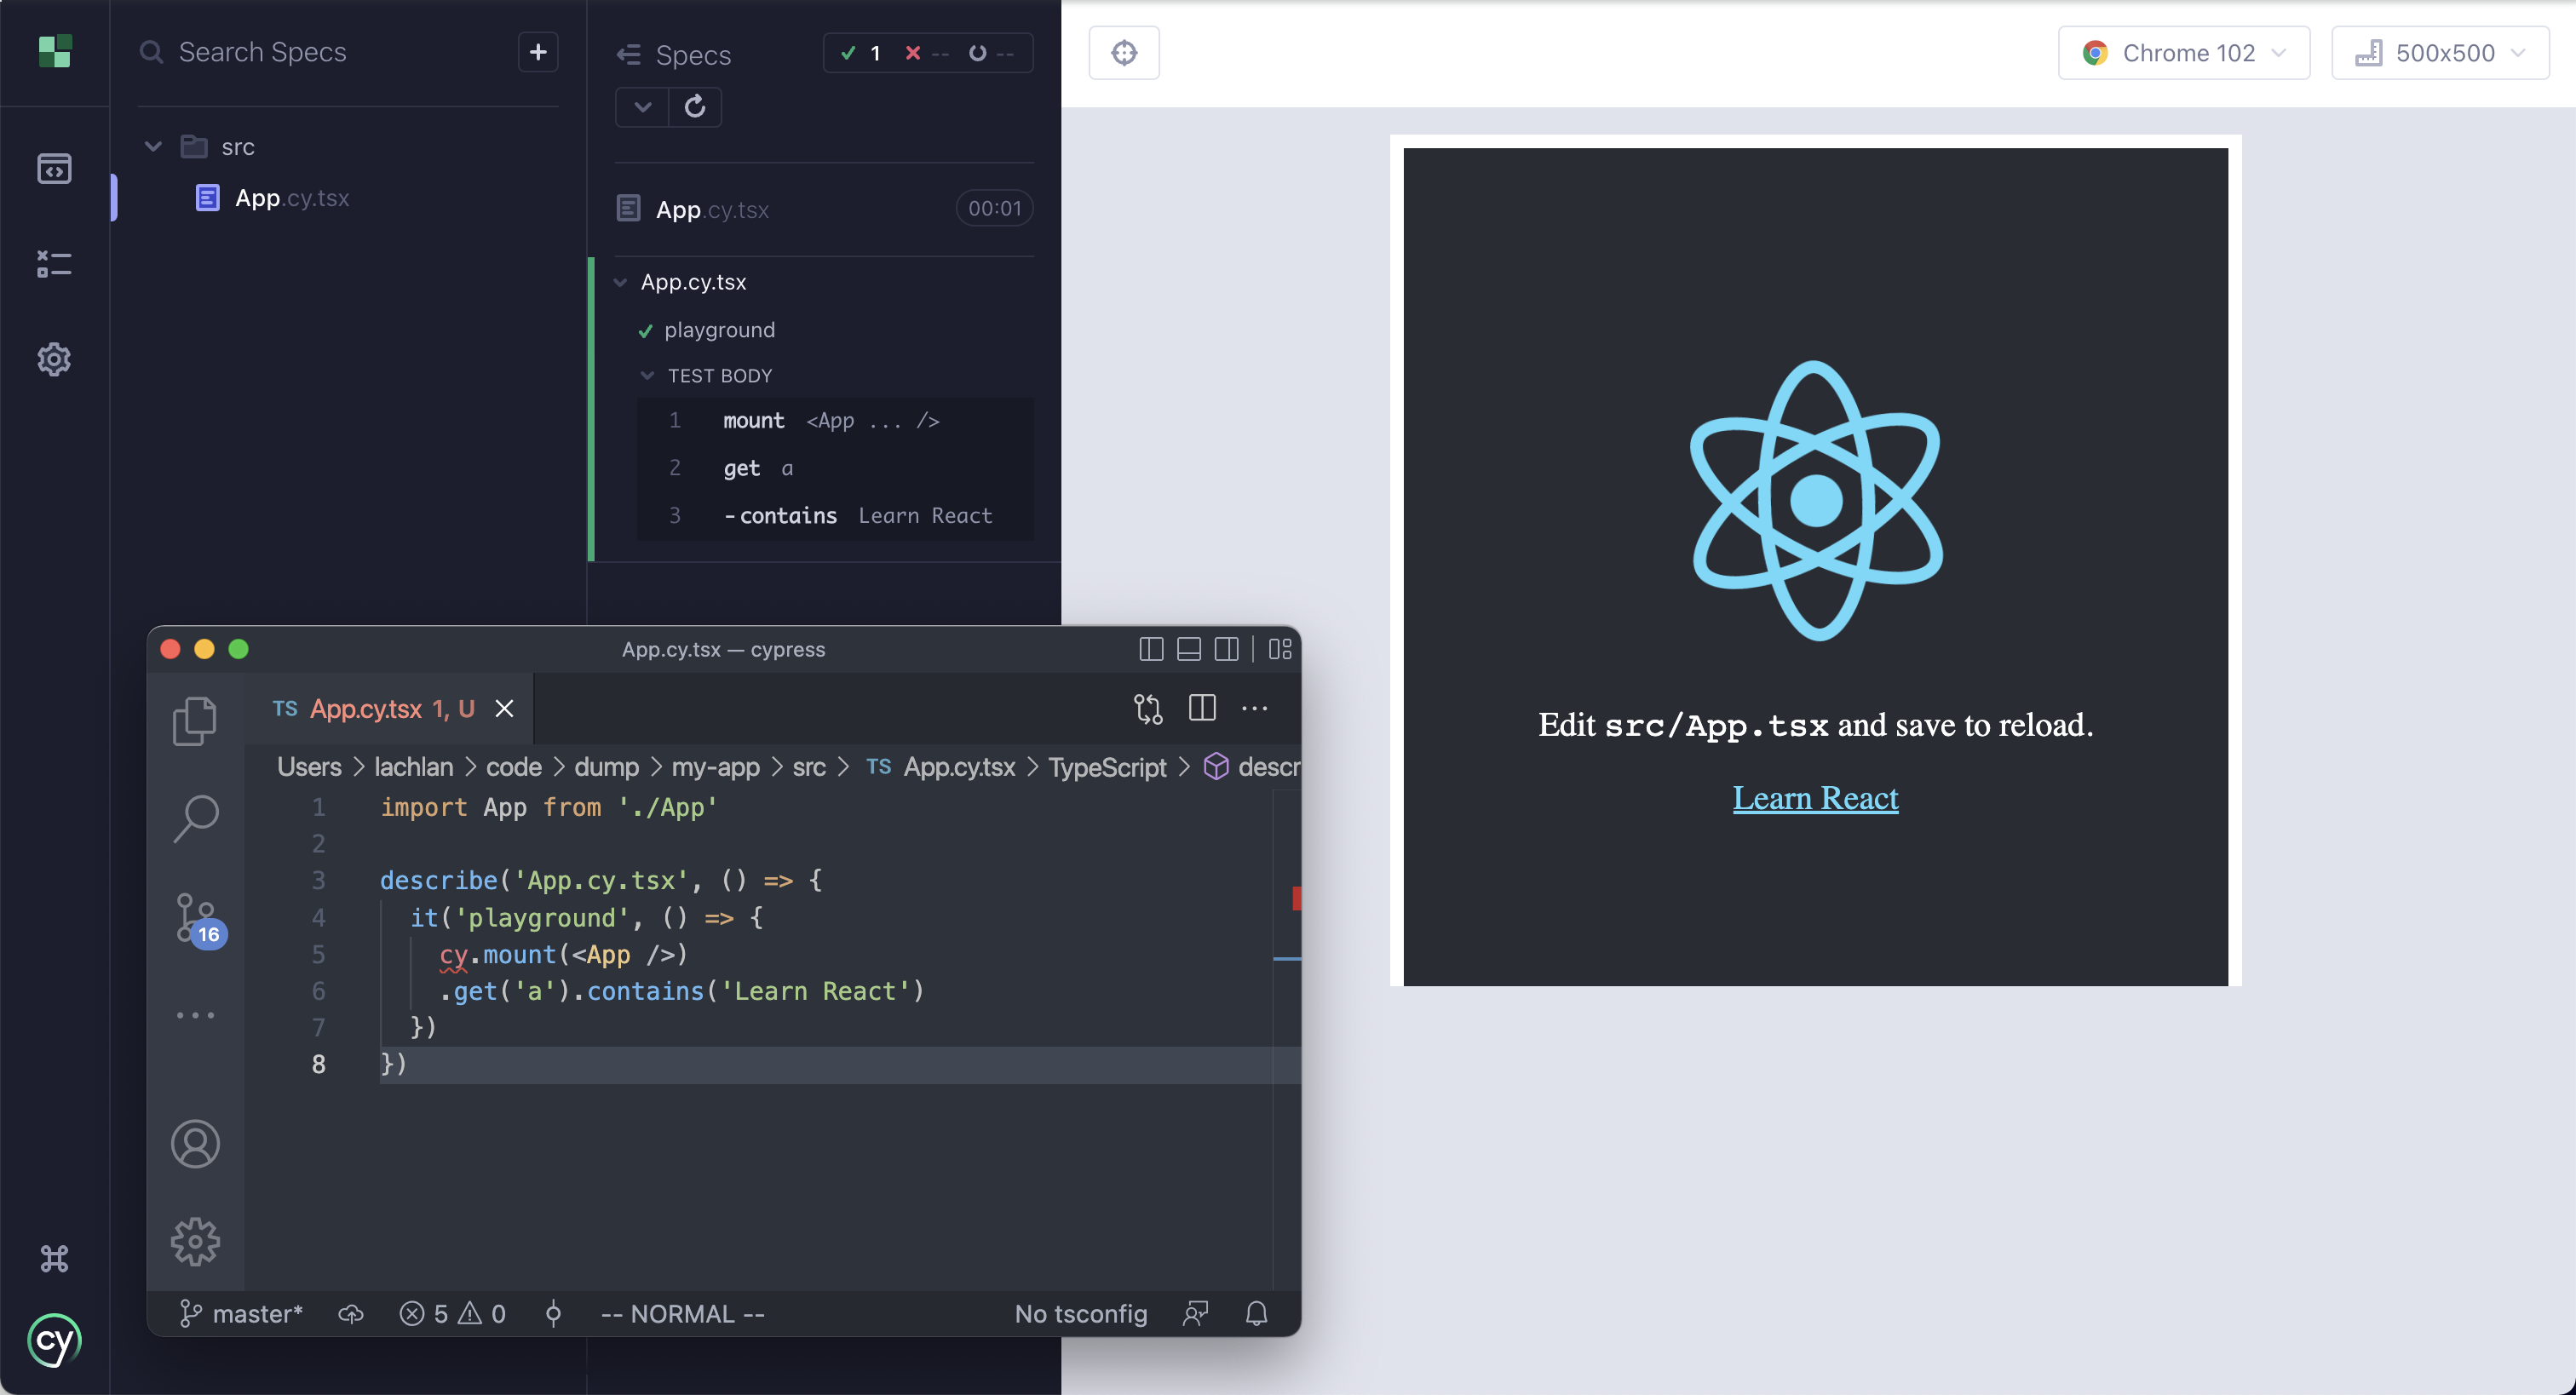 Search Specs
+
src
App.cy.tsx
Specs
1 -- --
App.cy.tsx
00:01
App.cy.tsx
playground
TEST BODY
1 mount <App ... />
2 get a
3 -contains Learn React
Chrome 102
500x500
Edit src/App.tsx and save to reload.
Learn React
App.cy.tsx — cypress
TS App.cy.tsx 1, U
Users > lachlan > code > dump > my-app > src > TS App.cy.tsx > TypeScript > descr
1 import App from './App'
2
3 describe('App.cy.tsx', () => {
4 it('playground', () => {
5 cy.mount(<App />)
6 .get('a').contains('Learn React')
7 })
8 })
16
master* 5 0 -- NORMAL -- No tsconfig
cy